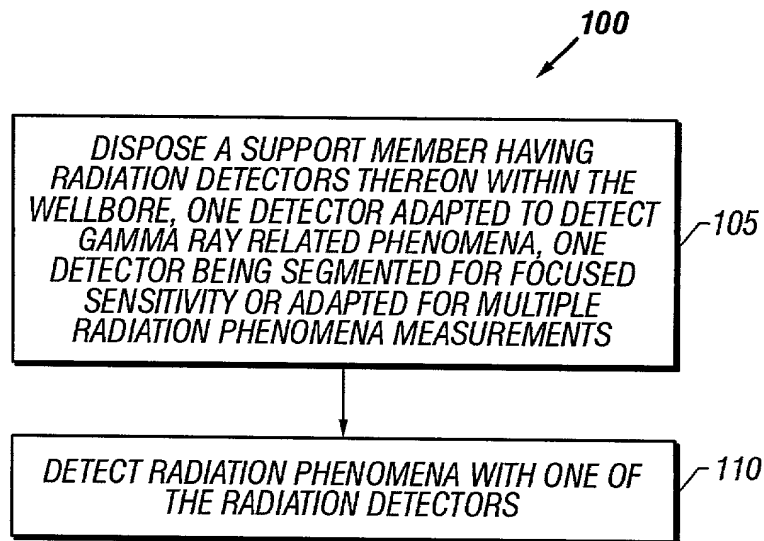 100
DISPOSE A SUPPORT MEMBER HAVING
RADIATION DETECTORS THEREON WITHIN THE
WELLBORE, ONE DETECTOR ADAPTED TO DETECT
GAMMA RAY RELATED PHENOMENA, ONE
DETECTOR BEING SEGMENTED FOR FOCUSED
SENSITIVITY OR ADAPTED FOR MULTIPLE
RADIATION PHENOMENA MEASUREMENTS
105
DETECT RADIATION PHENOMENA WITH ONE OF
THE RADIATION DETECTORS
110